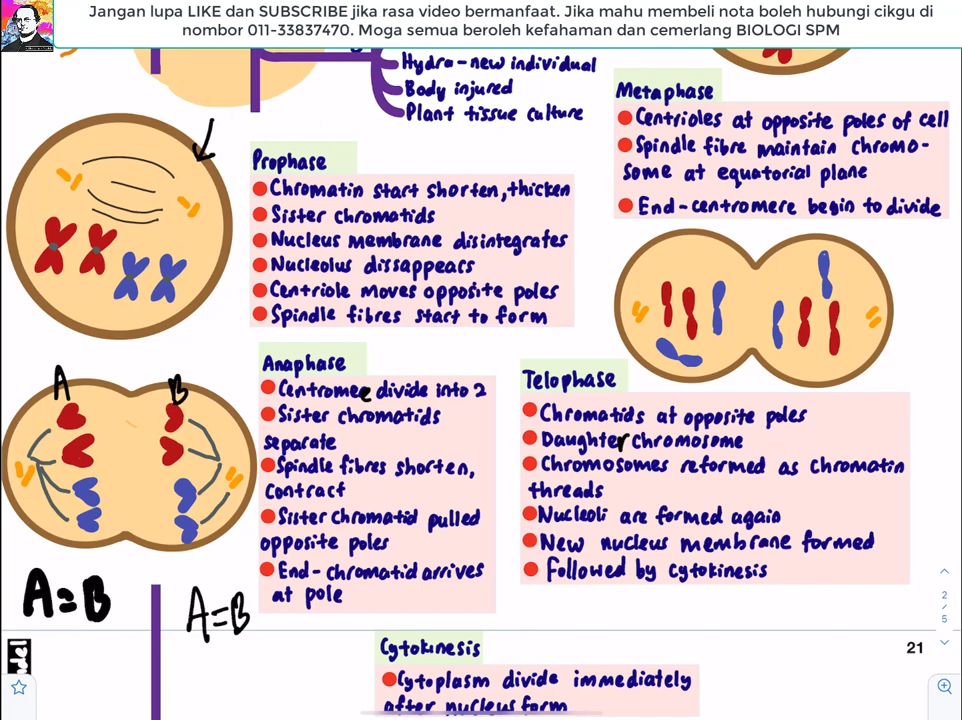 Jangan lupa LIKE dan SUBSCRIBE jika rasa video bermanfaat. Jika mahu membeli nota boleh hubungi cikgu di
nombor 011-33837470. Moga semua beroleh kefahaman dan cemerlang BIOLOGI SPM
Hydra-new individual
Body injured
Plant tissue culture
Metaphase
Centrioles at opposite poles of cell
Spindle fibre maintain chromo-
some at equatorial plane
End-centromere begin to divide
Prophase
Chromatin start shorten, thicken
Sister chromatids
Nucleus membrane disintegrates
Nucleolus dissappears
Centriole moves opposite poles
Spindle fibres start to form
A
B
Anaphase
Centromee divide into 2
Sister chromatids
separate
Spindle fibres shorten,
contract
Sister chromatid pulled
opposite poles
End-chromatid arrives
at pole
Telophase
Chromatids at opposite poles
Daughter chromosome
Chromosomes reformed as chromatin
threads
Nucleoli are formed again
New nucleus membrane formed
Followed by cytokinesis
A=B
A=B
2
/
5
21
Cytokinesis
Cytoplasm divide immediately
after nucleus form